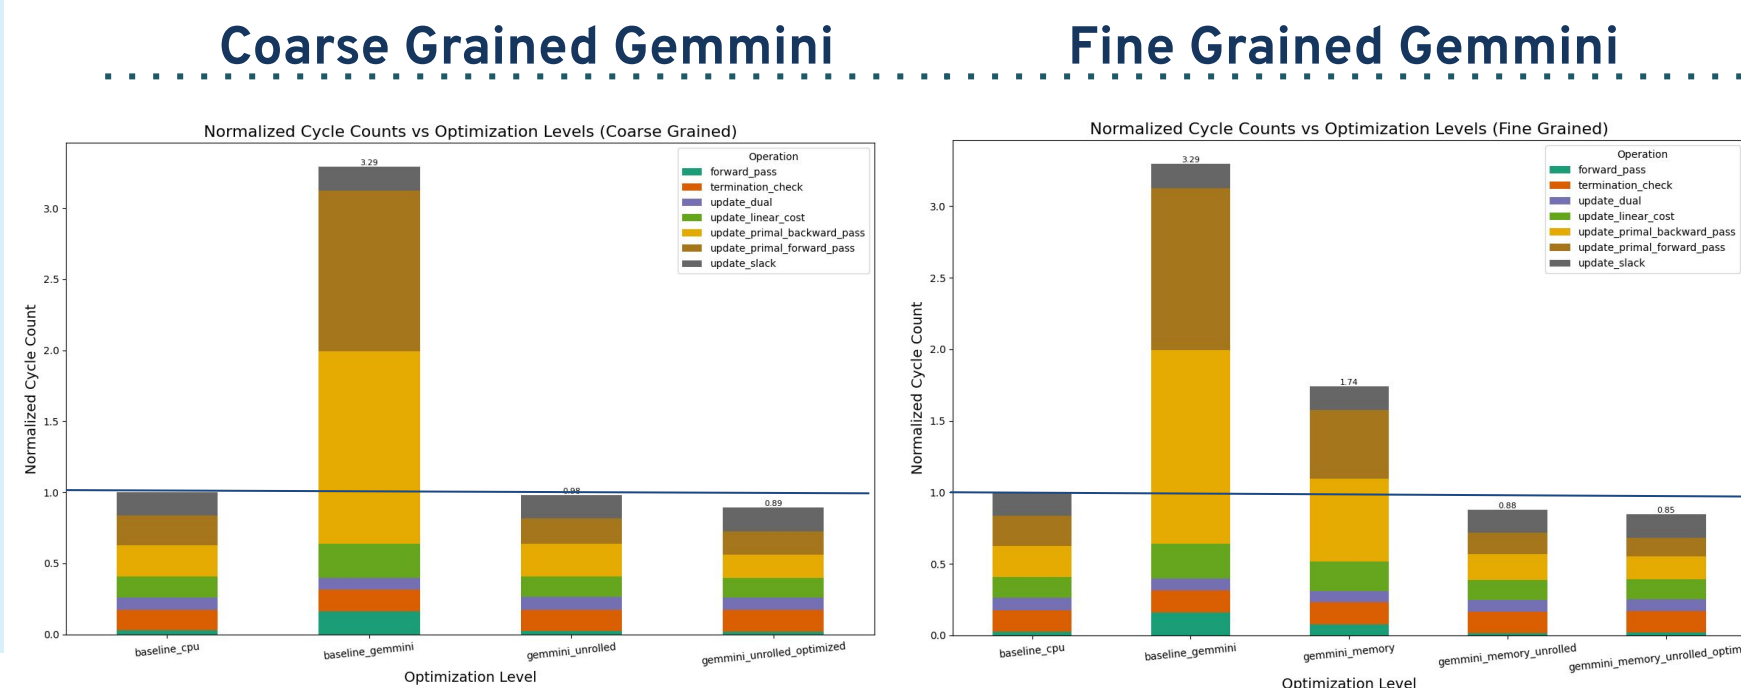 Coarse Grained Gemmini
Normalized Cycle Counts vs Optimization Levels (Coarse Grained)
Normalized Cycle Count
3.0
2.5
2.0
1.5
1.0
0.5
0.0
3.29
0.98
0.89
Operation
forward_pass
termination_check
update_dual
update_linear_cost
update_primal_backward_pass
update_primal_forward_pass
update_slack
baseline_cpu
baseline_gemmini
gemmini_unrolled
gemmini_unrolled_optimized
Optimization Level
Fine Grained Gemmini
Normalized Cycle Counts vs Optimization Levels (Fine Grained)
Normalized Cycle Count
3.0
2.5
2.0
1.5
1.0
0.5
0.0
3.29
1.74
0.88
0.85
Operation
forward_pass
termination_check
update_dual
update_linear_cost
update_primal_backward_pass
update_primal_forward_pass
update_slack
baseline_cpu
baseline_gemmini
gemmini_memory
gemmini_memory_unrolled
gemmini_memory_unrolled_optim
Optimization Level